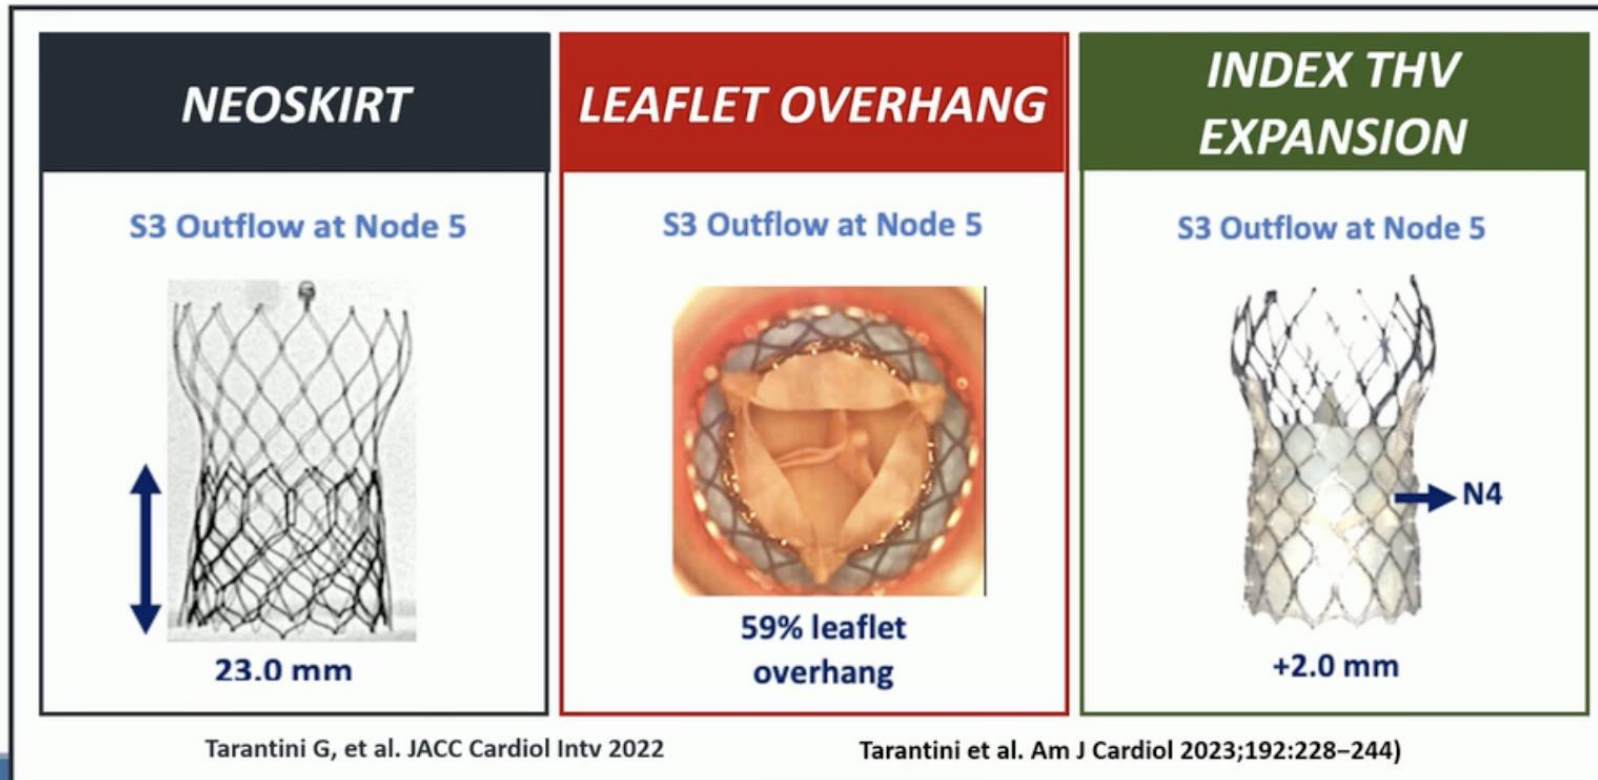 NEOSKIRT
S3 Outflow at Node 5
23.0 mm
LEAFLET OVERHANG
S3 Outflow at Node 5
59% leaflet
overhang
INDEX THV
EXPANSION
S3 Outflow at Node 5
N4
+2.0 mm
Tarantini G, et al. JACC Cardiol Intv 2022
Tarantini et al. Am J Cardiol 2023;192:228–244)